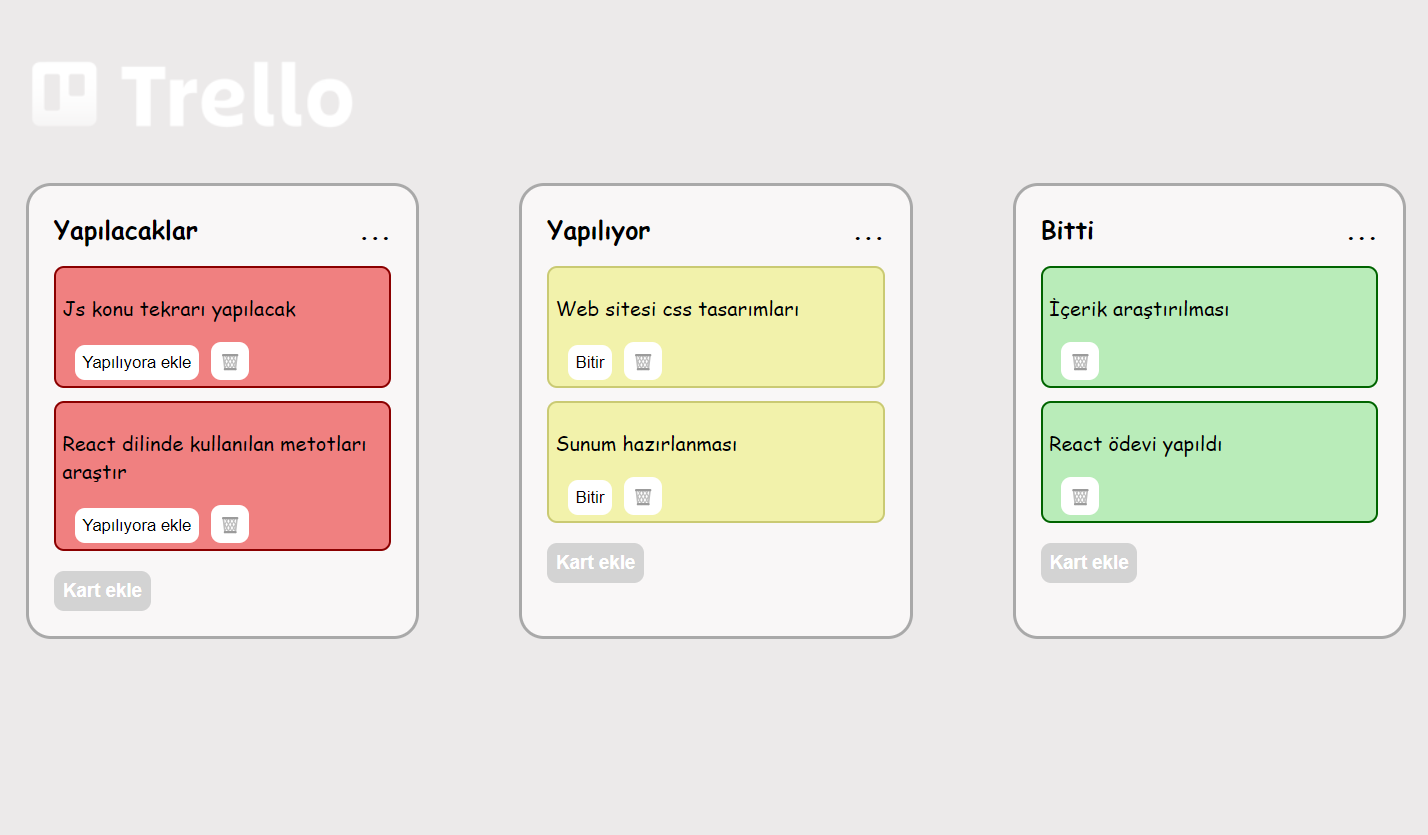 Trello
Yapılacaklar ...
Js konu tekrarı yapılacak
Yapılıyora ekle
React dilinde kullanılan metotları
araştır
Yapılıyora ekle
Kart ekle
Yapılıyor ...
Web sitesi css tasarımları
Bitir
Sunum hazırlanması
Bitir
Kart ekle
Bitti ...
İçerik araştırılması
React ödevi yapıldı
Kart ekle